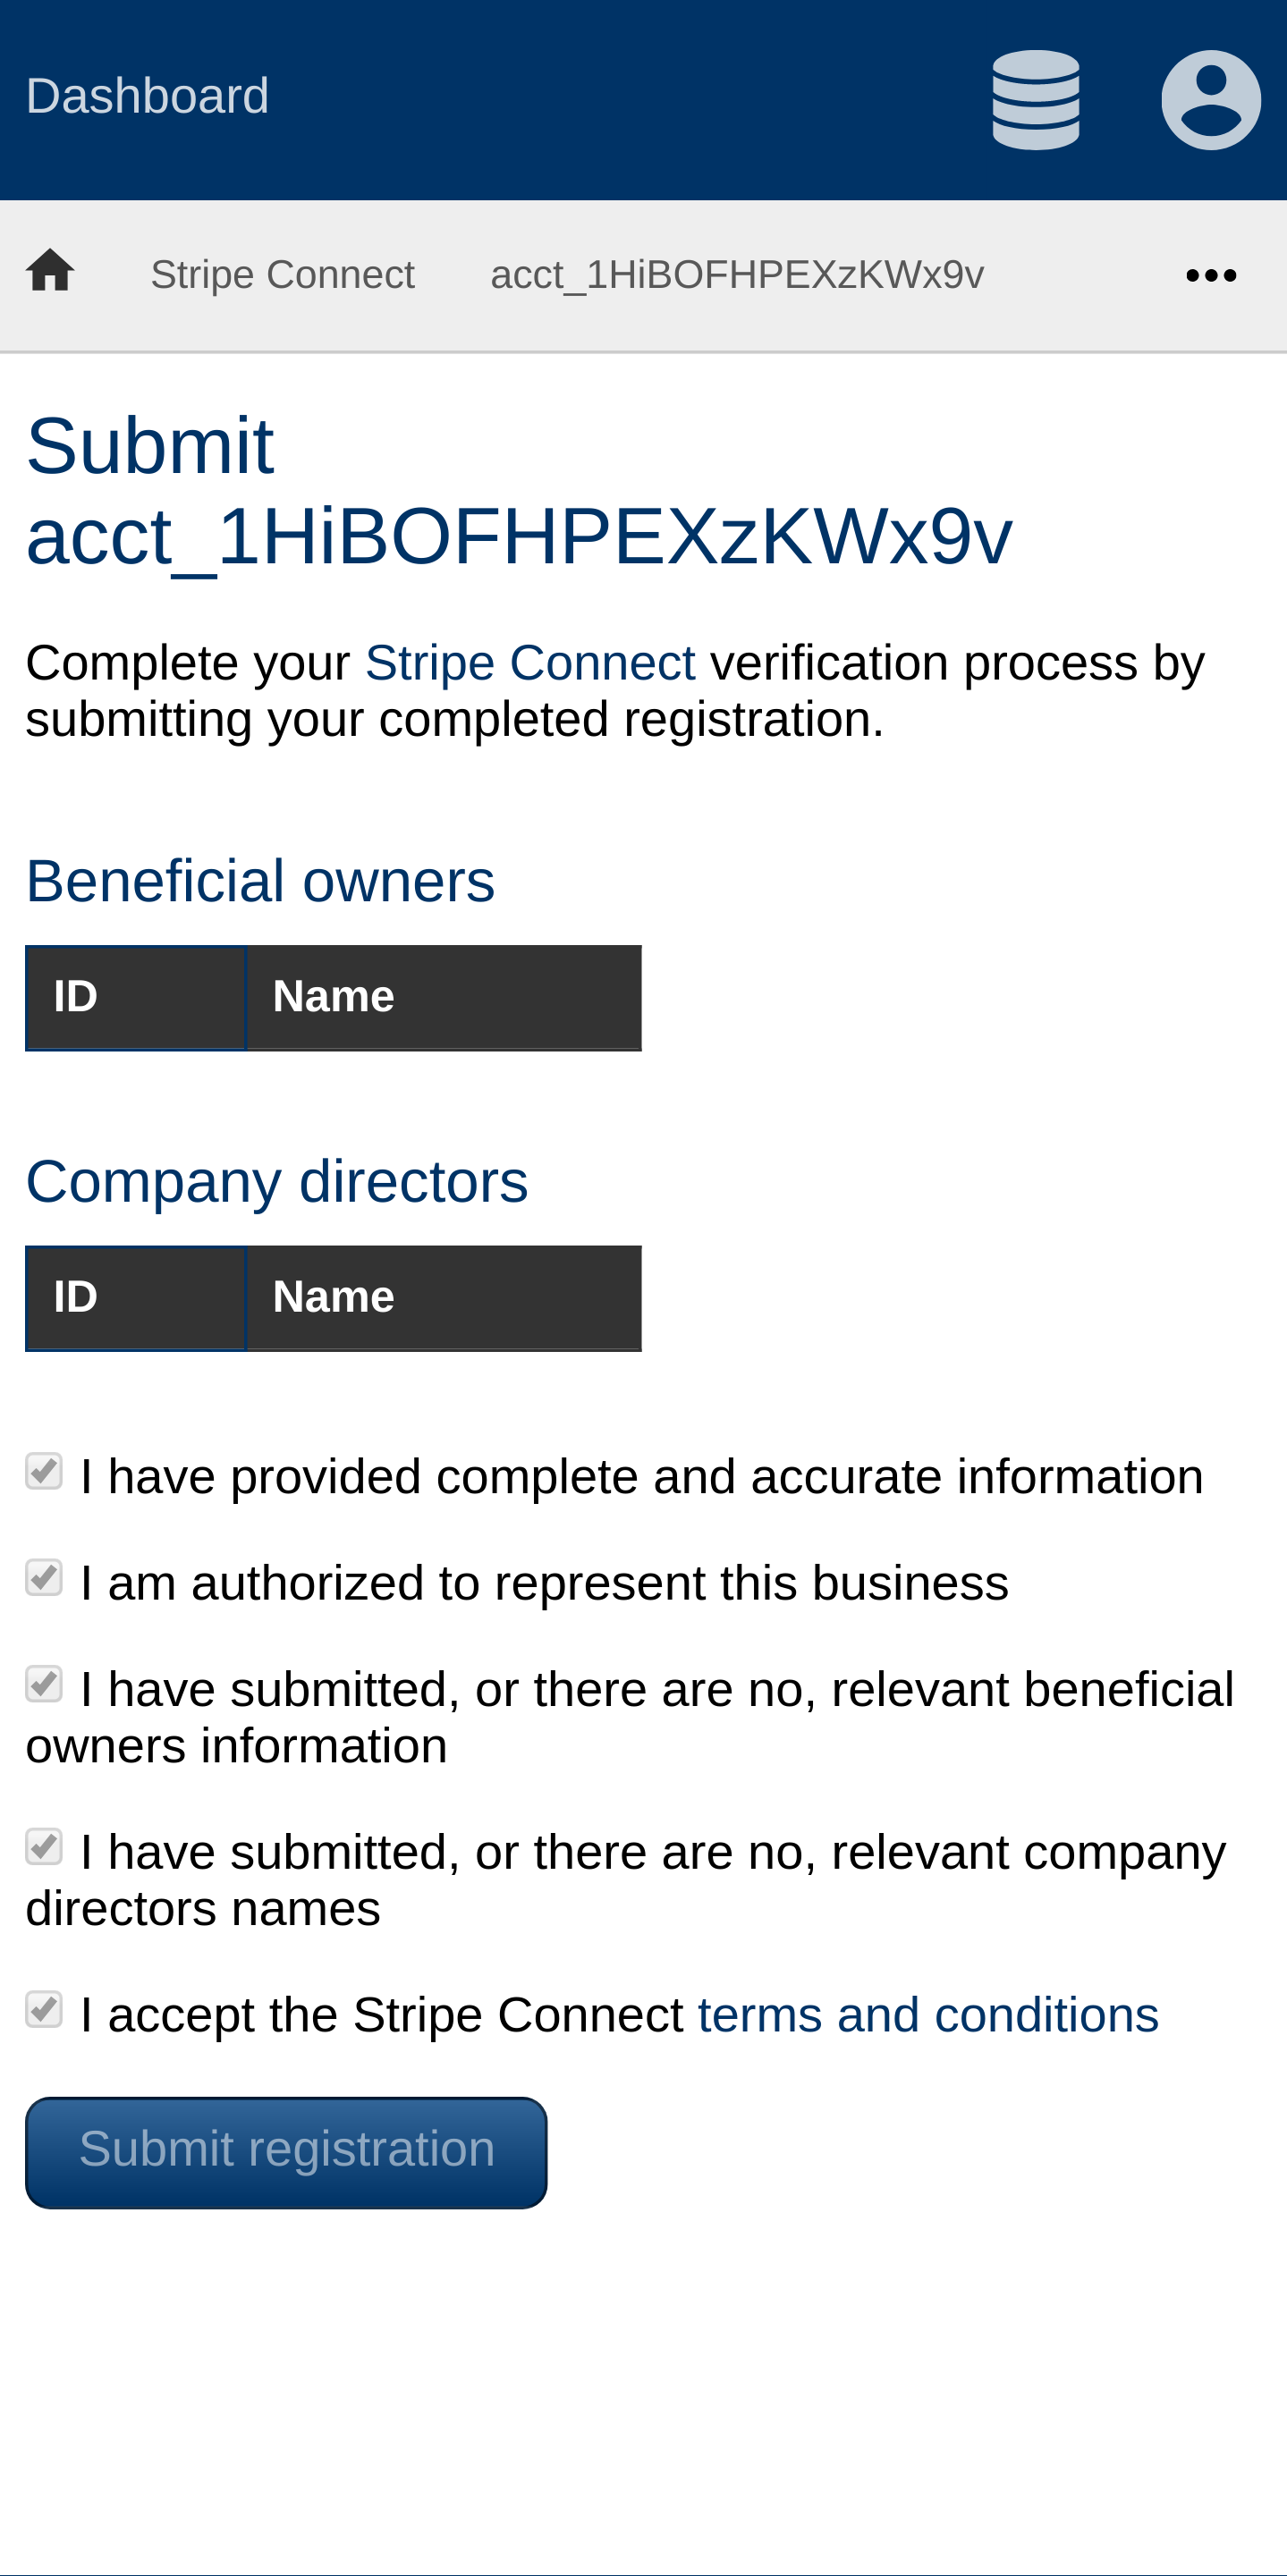 Dashboard
Stripe Connect acct_1HiBOFHPEXzKWx9v
Submit
acct_1HiBOFHPEXzKWx9v
Complete your Stripe Connect verification process by
submitting your completed registration.
Beneficial owners
ID Name
Company directors
ID Name
I have provided complete and accurate information
I am authorized to represent this business
I have submitted, or there are no, relevant beneficial
owners information
I have submitted, or there are no, relevant company
directors names
I accept the Stripe Connect terms and conditions
Submit registration